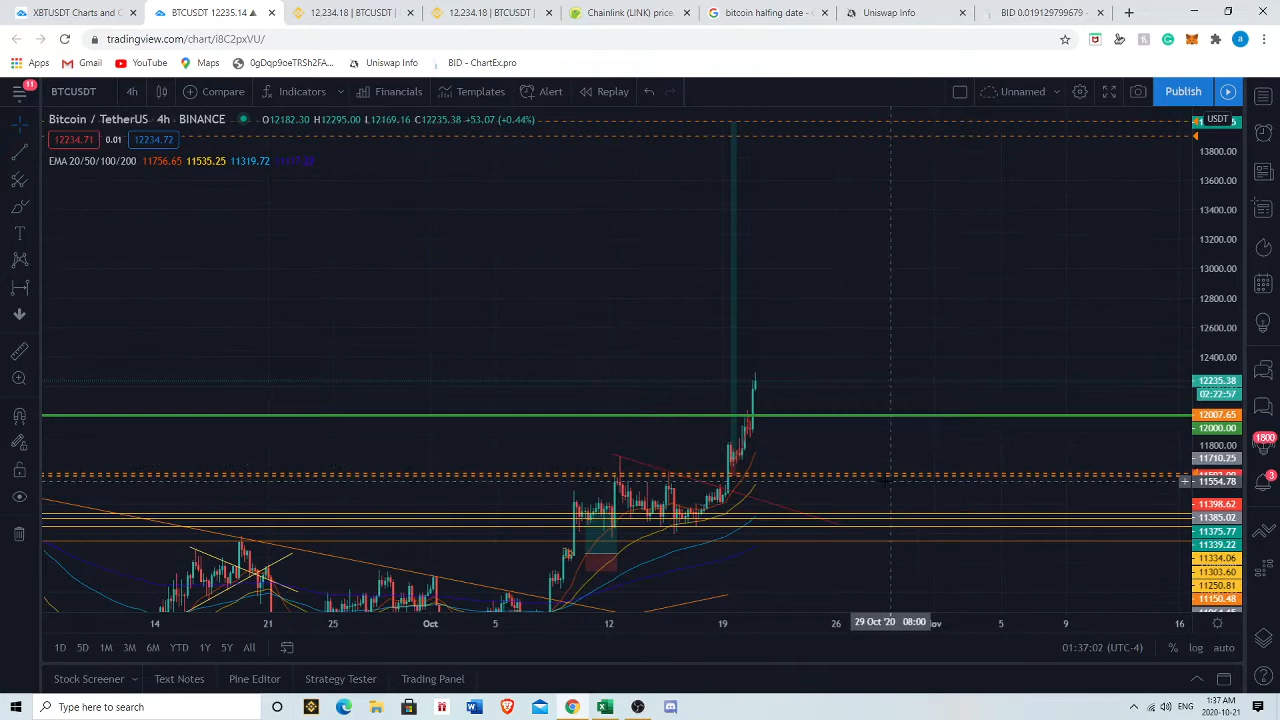 XBTUSD Charts and Q
BTCUSDT 12235.14 ▲
12,234.18 | BTCUSDT |
12,234.18 | BTCUSDT |
Chainlink (LINK) price,
bitcoin halfing date -
Uniswap Info
BID 0.019129799679
tradingview.com/chart/i8C2pxVU/
Apps
Gmail
YouTube
Maps
Uniswap Info
BID - ChartEx.pro
11
BTCUSDT
4h
Compare
Indicators
Financials
Templates
Alert
Replay
Unnamed
Publish
Bitcoin / TetherUS 4h BINANCE
O12182.30 H12295.00 L12169.16 C12235.38 +53.07 (+0.44%)
USDT
12234.71
0.01
12234.72
EMA 20/50/100/200 11756.65 11535.25 11319.72
13800.00
13600.00
13400.00
13200.00
13000.00
12800.00
12600.00
12400.00
12235.38
02:22:57
12007.65
12000.00
11800.00
11710.25
11554.78
11398.62
11385.02
11375.77
11339.22
11334.06
11303.60
11250.81
11150.48
1800
3
14
21
25
Oct
5
12
19
26
29 Oct '20 08:00
ov
5
9
16
1D
5D
1M
3M
6M
YTD
1Y
5Y
All
01:37:02 (UTC-4)
%
log
auto
Stock Screener
Text Notes
Pine Editor
Strategy Tester
Trading Panel
Type here to search
ENG
1:37 AM
2020-10-21